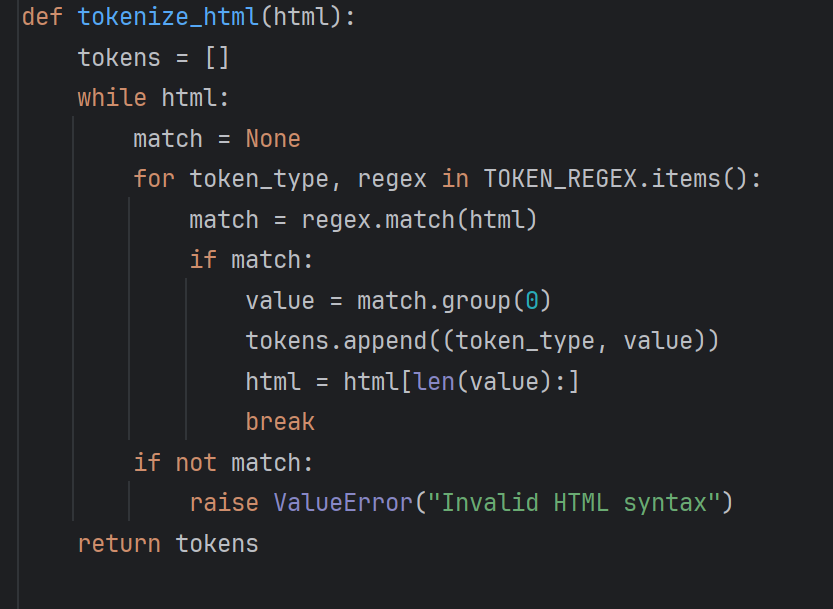 def tokenize_html(html):
    tokens = []
    while html:
        match = None
        for token_type, regex in TOKEN_REGEX.items():
            match = regex.match(html)
            if match:
                value = match.group(0)
                tokens.append((token_type, value))
                html = html[len(value):]
                break
        if not match:
            raise ValueError("Invalid HTML syntax")
    return tokens